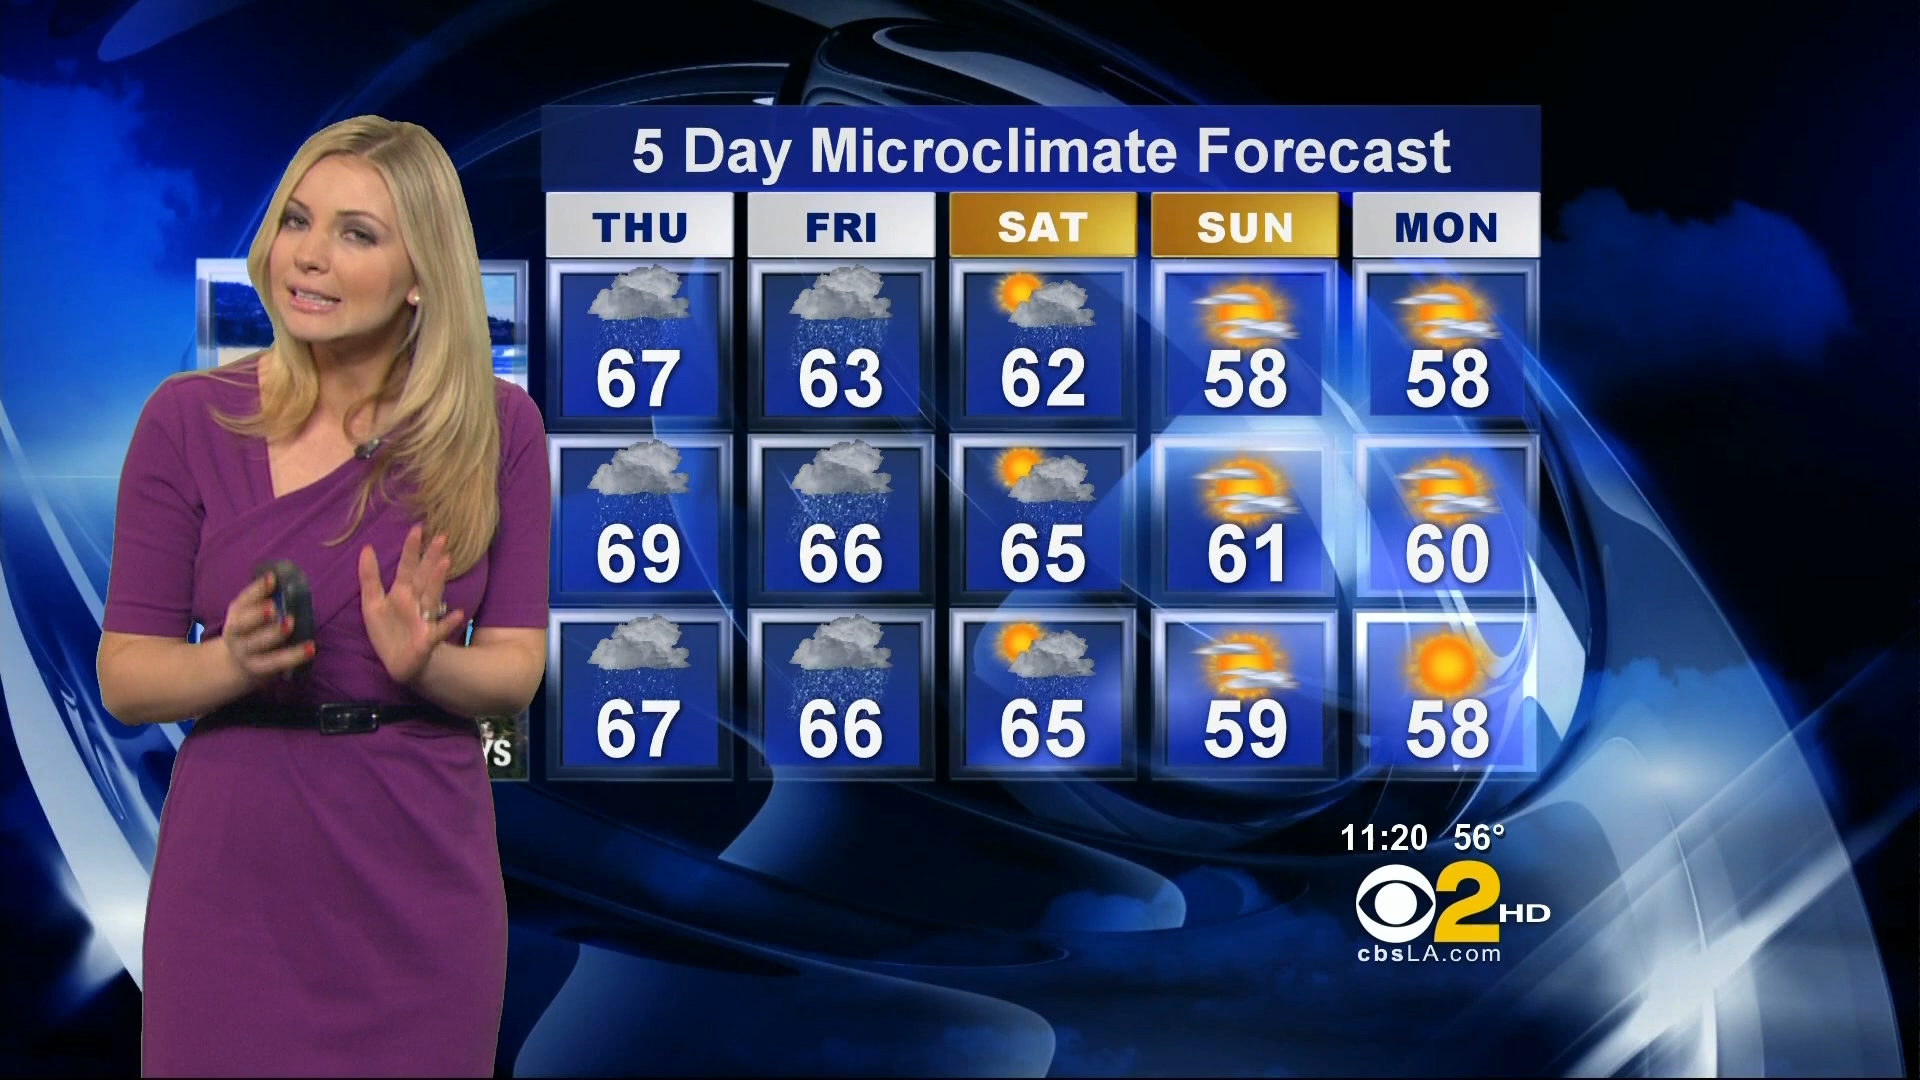 5 Day Microclimate Forecast
THU FRI SAT SUN MON
67 63 62 58 58
69 66 65 61 60
YS
67 66 65 59 58
11:20 56°
2 HD
cbsLA.com